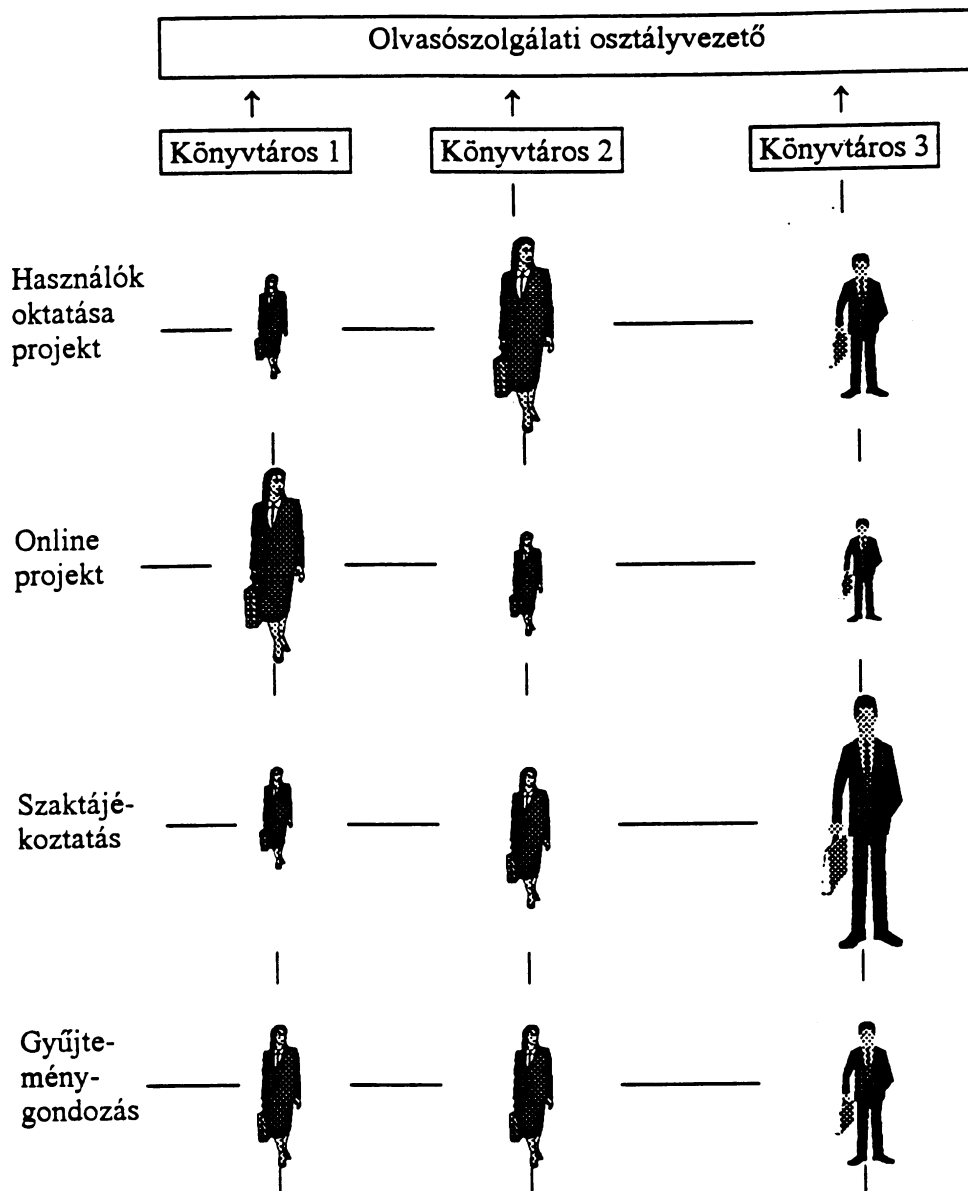 Olvasószolgálati osztályvezető
Könyvtáros 1
Könyvtáros 2
Könyvtáros 3
Használók
oktatása
projekt
Online
projekt
Szaktájé-
koztatás
Gyűjte-
mény-
gondozás